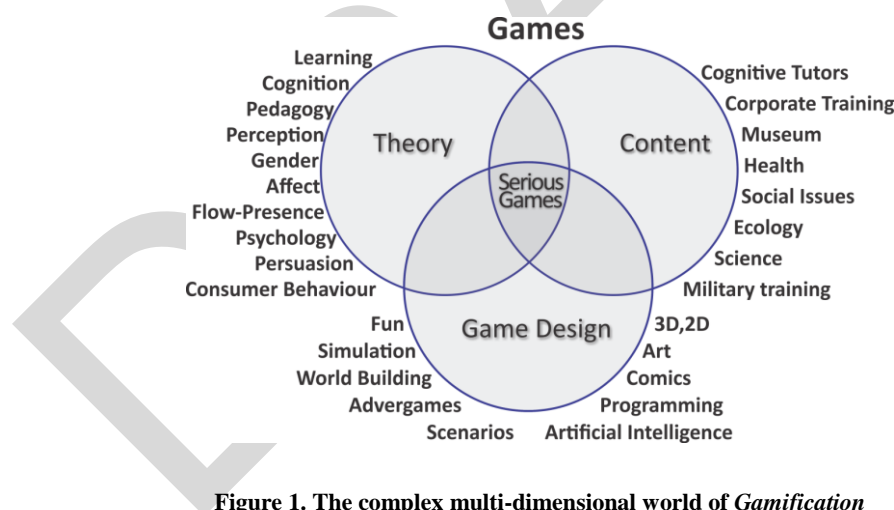 Games
Learning
Cognition
Pedagogy
Perception
Gender
Affect
Flow-Presence
Psychology
Persuasion
Consumer Behaviour
Theory
Content
Serious
Games
Cognitive Tutors
Corporate Training
Museum
Health
Social Issues
Ecology
Science
Military training
Game Design
Fun
Simulation
World Building
Advergames
Scenarios
3D,2D
Art
Comics
Programming
Artificial Intelligence
Figure 1. The complex multi-dimensional world of Gamification